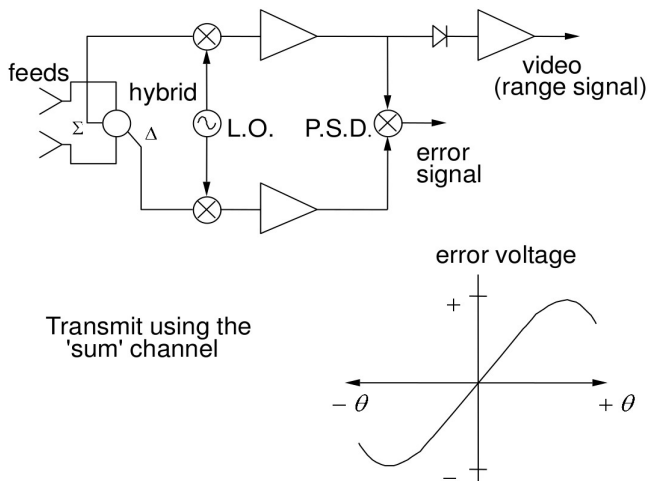 feeds
hybrid
Σ
Δ
L.O.
P.S.D.
video
(range signal)
error
signal
error voltage
Transmit using the
'sum' channel
+
− θ
+ θ
−